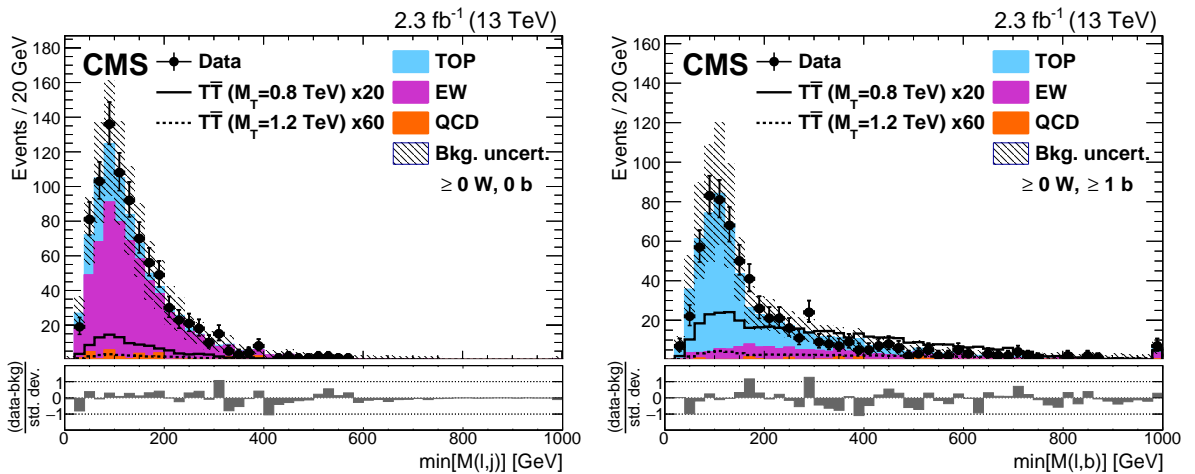 2.3 fb⁻¹ (13 TeV)
CMS
Data
TT̅ (M_T=0.8 TeV) x20
TT̅ (M_T=1.2 TeV) x60
TOP
EW
QCD
Bkg. uncert.
≥ 0 W, 0 b
Events / 20 GeV
180
160
140
120
100
80
60
40
20
(data-bkg)
std. dev.
1
0
−1
0 200 400 600 800 1000
min[M(l,j)] [GeV]
2.3 fb⁻¹ (13 TeV)
CMS
Data
TT̅ (M_T=0.8 TeV) x20
TT̅ (M_T=1.2 TeV) x60
TOP
EW
QCD
Bkg. uncert.
≥ 0 W, ≥ 1 b
Events / 20 GeV
160
140
120
100
80
60
40
20
(data-bkg)
std. dev.
1
0
−1
0 200 400 600 800 1000
min[M(l,b)] [GeV]